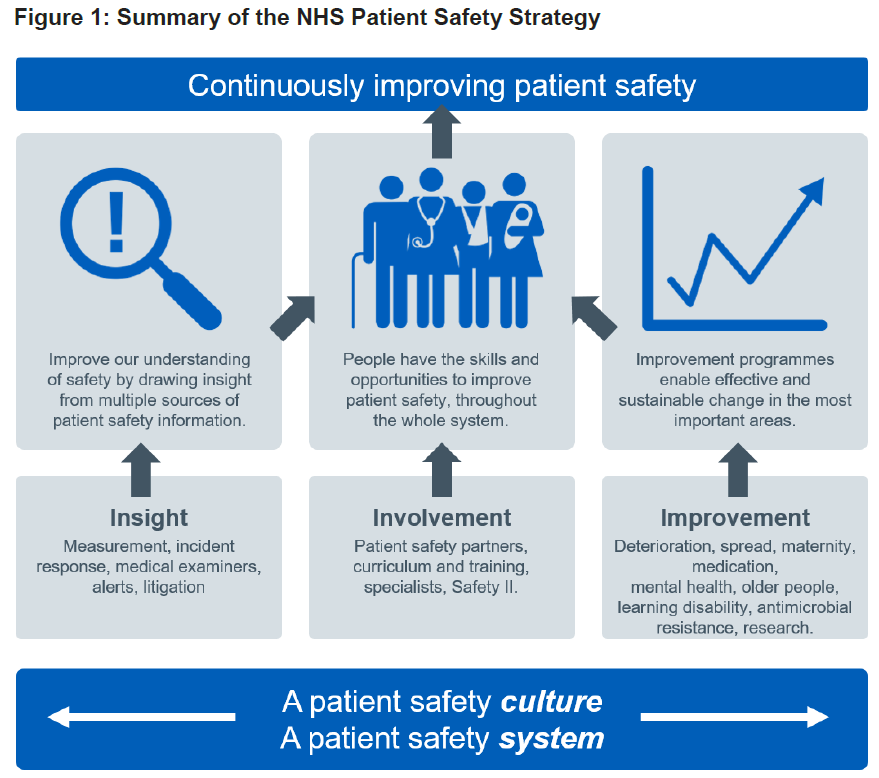 Figure 1: Summary of the NHS Patient Safety Strategy
Continuously improving patient safety
!
Improve our understanding
of safety by drawing insight
from multiple sources of
patient safety information.
People have the skills and
opportunities to improve
patient safety, throughout
the whole system.
Improvement programmes
enable effective and
sustainable change in the most
important areas.
Insight
Measurement, incident
response, medical examiners,
alerts, litigation
Involvement
Patient safety partners,
curriculum and training,
specialists, Safety II.
Improvement
Deterioration, spread, maternity,
medication,
mental health, older people,
learning disability, antimicrobial
resistance, research.
A patient safety culture
A patient safety system